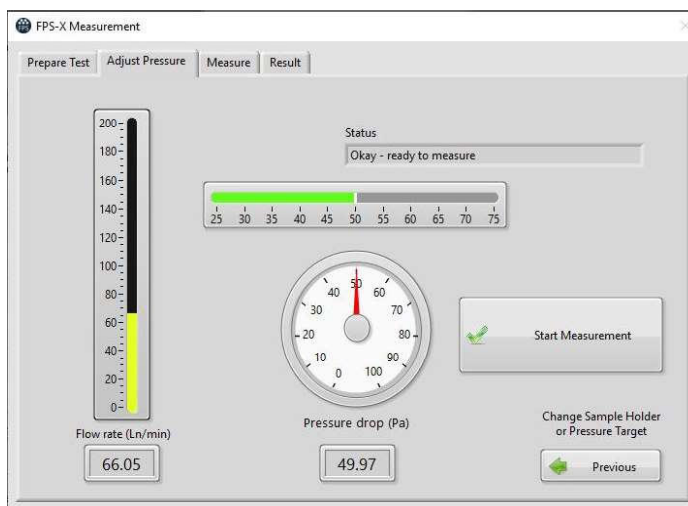 FPS-X Measurement
Prepare Test
Adjust Pressure
Measure
Result
200
180
160
140
120
100
80
60
40
20
0
Flow rate (Ln/min)
66.05
Status
Okay - ready to measure
25 30 35 40 45 50 55 60 65 70 75
0 10 20 30 40 50 60 70 80 90 100
Pressure drop (Pa)
49.97
Start Measurement
Change Sample Holder
or Pressure Target
Previous